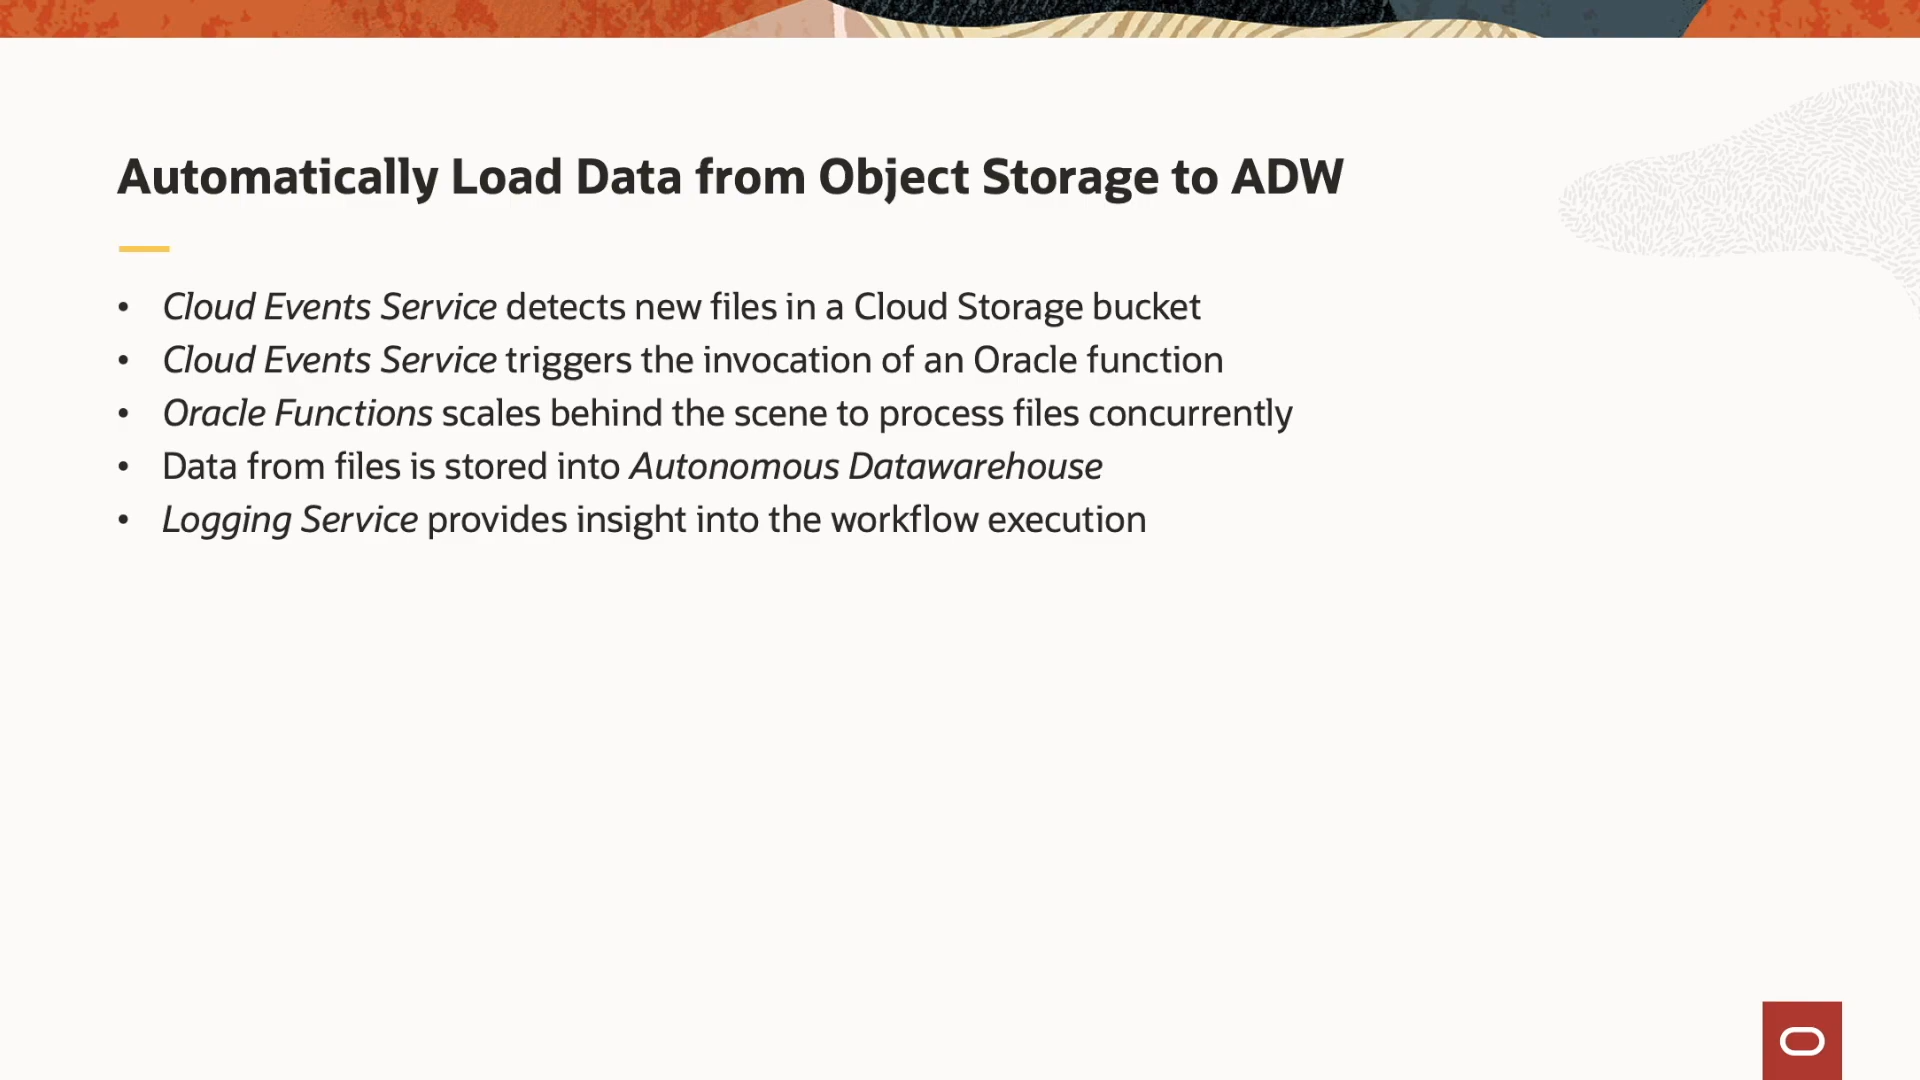 Automatically Load Data from Object Storage to ADW
• Cloud Events Service detects new files in a Cloud Storage bucket
• Cloud Events Service triggers the invocation of an Oracle function
• Oracle Functions scales behind the scene to process files concurrently
• Data from files is stored into Autonomous Datawarehouse
• Logging Service provides insight into the workflow execution